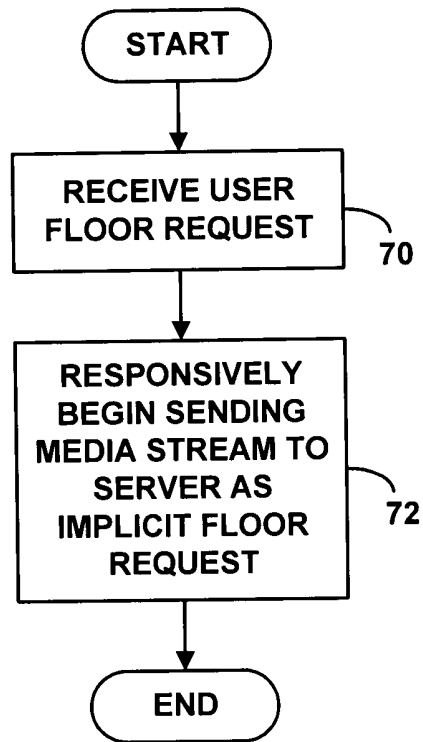 START
RECEIVE USER
FLOOR REQUEST
70
RESPONSIVELY
BEGIN SENDING
MEDIA STREAM TO
SERVER AS
IMPLICIT FLOOR
REQUEST
72
END